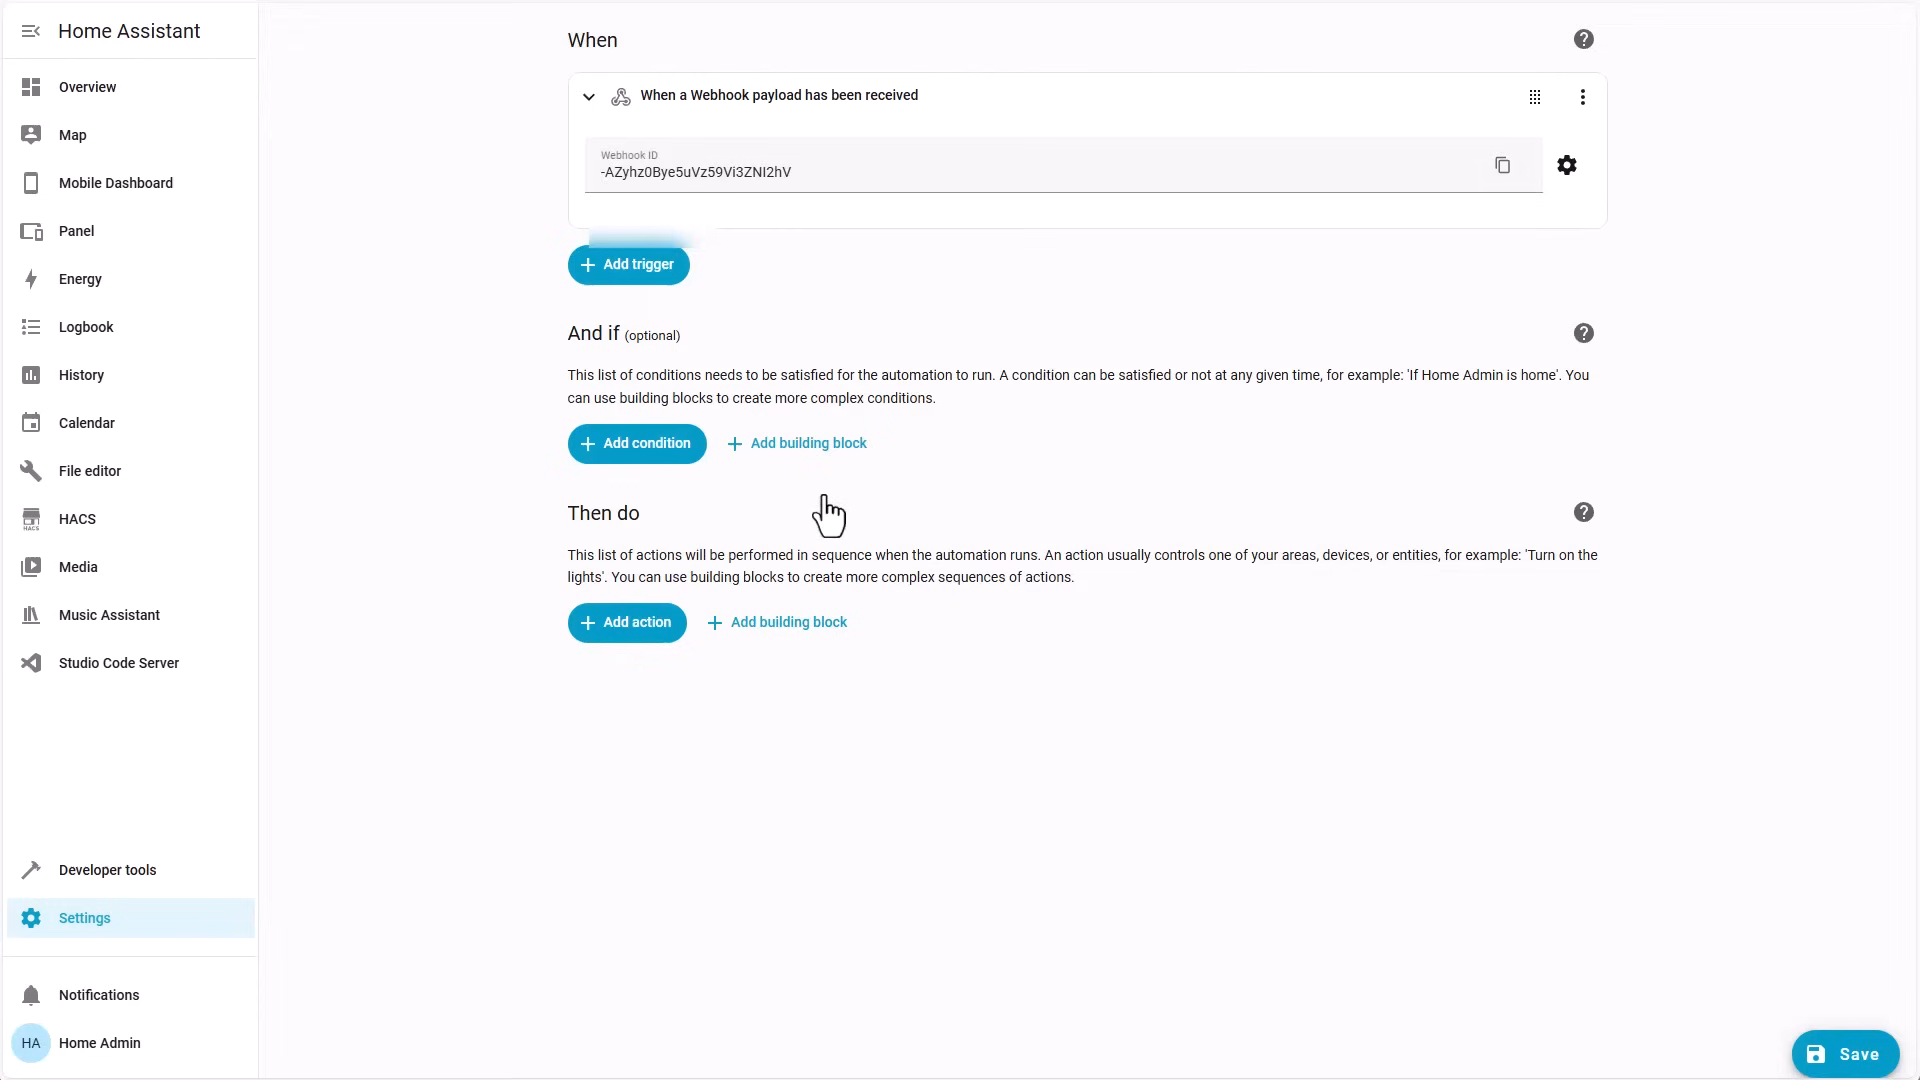 Home Assistant
Overview
Map
Mobile Dashboard
Panel
Energy
Logbook
History
Calendar
File editor
HACS
HACS
Media
Music Assistant
Studio Code Server
Developer tools
Settings
Notifications
HA
Home Admin
When
When a Webhook payload has been received
Webhook ID
-AZyhz0Bye5uVz59Vi3ZNI2hV
Add trigger
And if (optional)
This list of conditions needs to be satisfied for the automation to run. A condition can be satisfied or not at any given time, for example: 'If Home Admin is home'. You
can use building blocks to create more complex conditions.
Add condition
Add building block
Then do
This list of actions will be performed in sequence when the automation runs. An action usually controls one of your areas, devices, or entities, for example: 'Turn on the
lights'. You can use building blocks to create more complex sequences of actions.
Add action
Add building block
Save